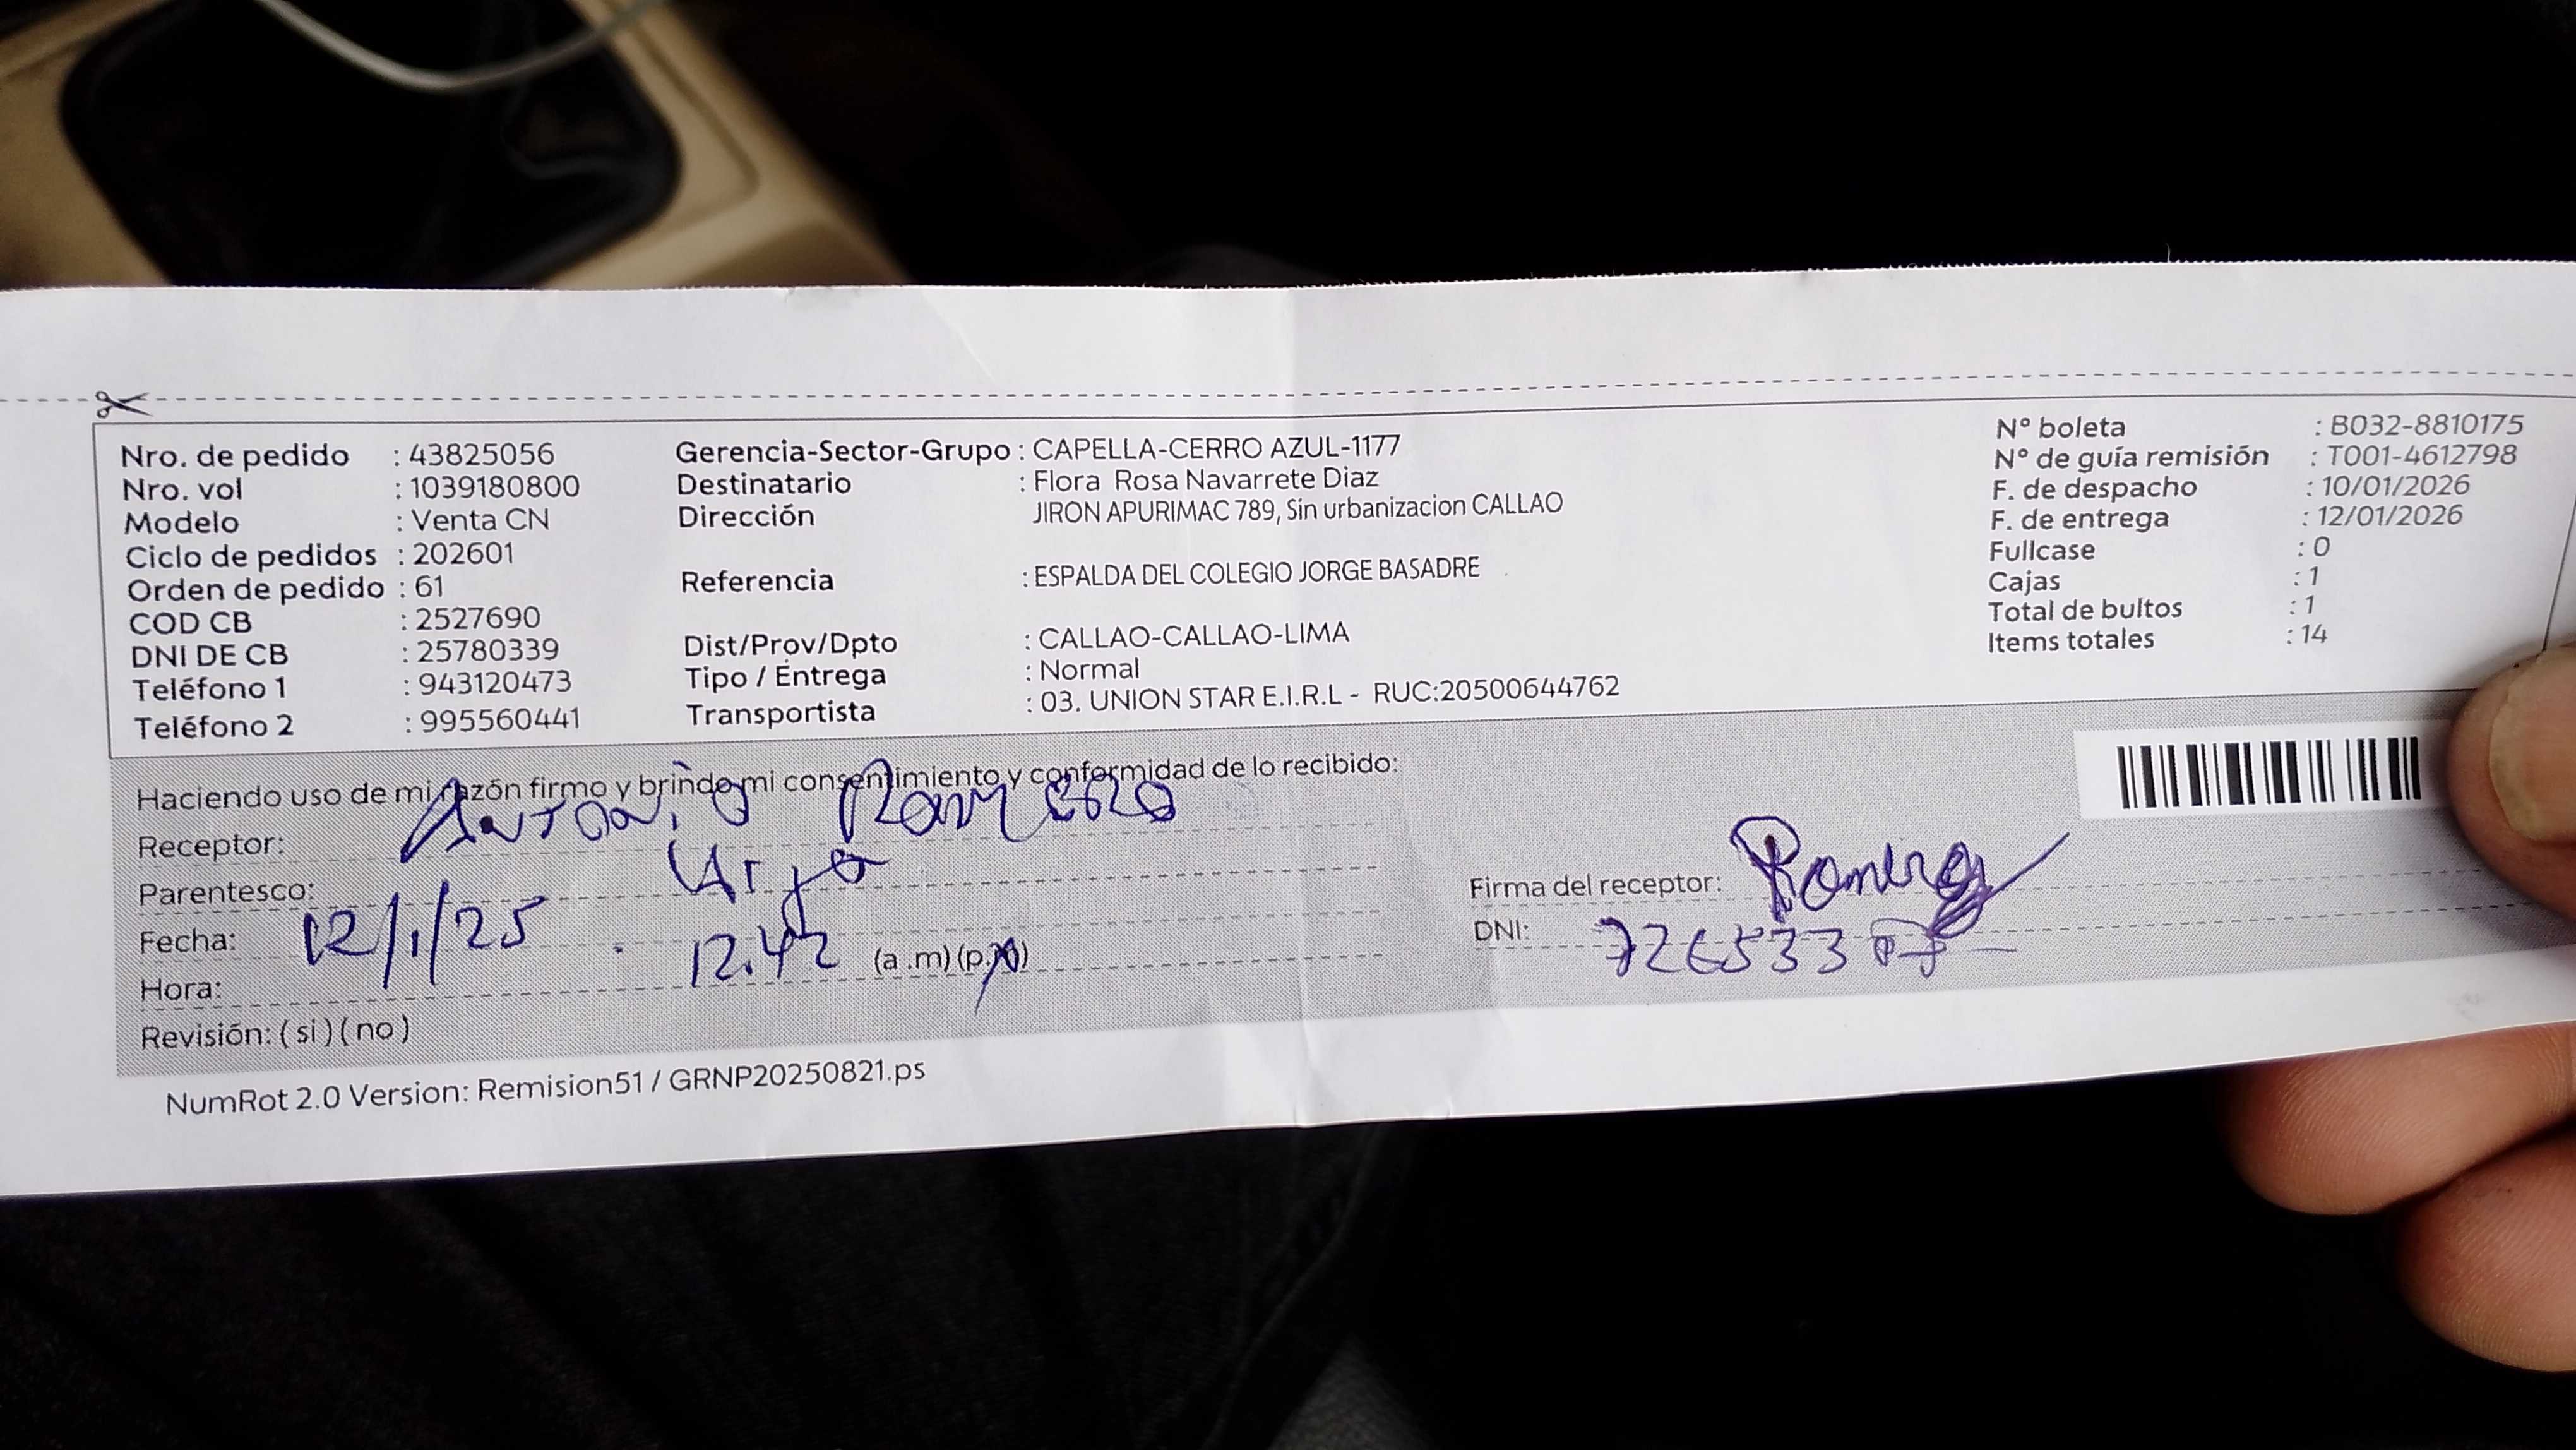 Nro. de pedido : 43825056
Nro. vol : 1039180800
Modelo : Venta CN
Ciclo de pedidos : 202601
Orden de pedido : 61
COD CB : 2527690
DNI DE CB : 25780339
Teléfono 1 : 943120473
Teléfono 2 : 995560441
Gerencia-Sector-Grupo : CAPELLA-CERRO AZUL-1177
Destinatario : Flora Rosa Navarrete Diaz
Dirección JIRON APURIMAC 789, Sin urbanizacion CALLAO
Referencia : ESPALDA DEL COLEGIO JORGE BASADRE
Dist/Prov/Dpto : CALLAO-CALLAO-LIMA
Tipo / Entrega : Normal
Transportista : 03. UNION STAR E.I.R.L - RUC:20500644762
N° boleta : B032-8810175
N° de guía remisión : T001-4612798
F. de despacho : 10/01/2026
F. de entrega : 12/01/2026
Fullcase : 0
Cajas : 1
Total de bultos : 1
Items totales : 14
Haciendo uso de mi razón firmo y brindo mi consentimiento y conformidad de lo recibido:
Receptor: Antonio
Parentesco:
Fecha: 12/1/25
Hora: 12.42 (a.m)(p.m)
Revisión: (si)(no)
Firma del receptor:
DNI:
NumRot 2.0 Version: Remision51 / GRNP20250821.ps